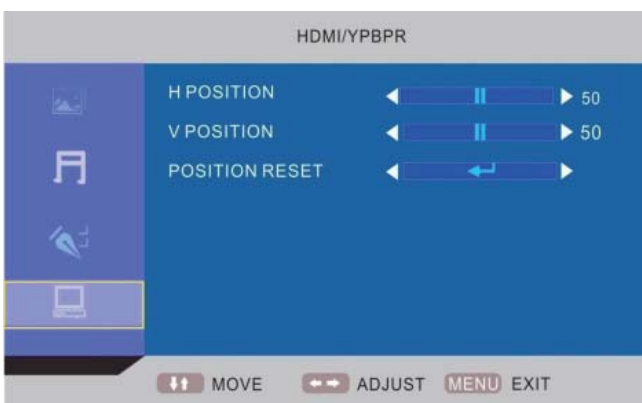 HDMI/YPBPR
H POSITION 50
V POSITION 50
POSITION RESET
MOVE ADJUST MENU EXIT